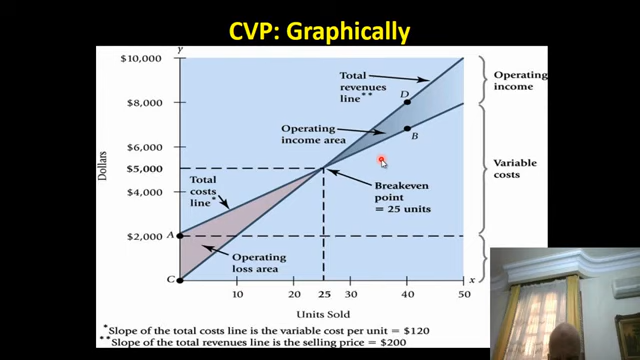 CVP: Graphically
y
$10,000
$8,000
$6,000
$5,000
$4,000
$2,000
Dollars
Total
revenues
line**
D
B
Operating
income area
Operating
income
Variable
costs
Total
costs
line*
Breakeven
point
= 25 units
A
C
Operating
loss area
x
10 20 25 30 40 50
Units Sold
*Slope of the total costs line is the variable cost per unit = $120
**Slope of the total revenues line is the selling price = $200